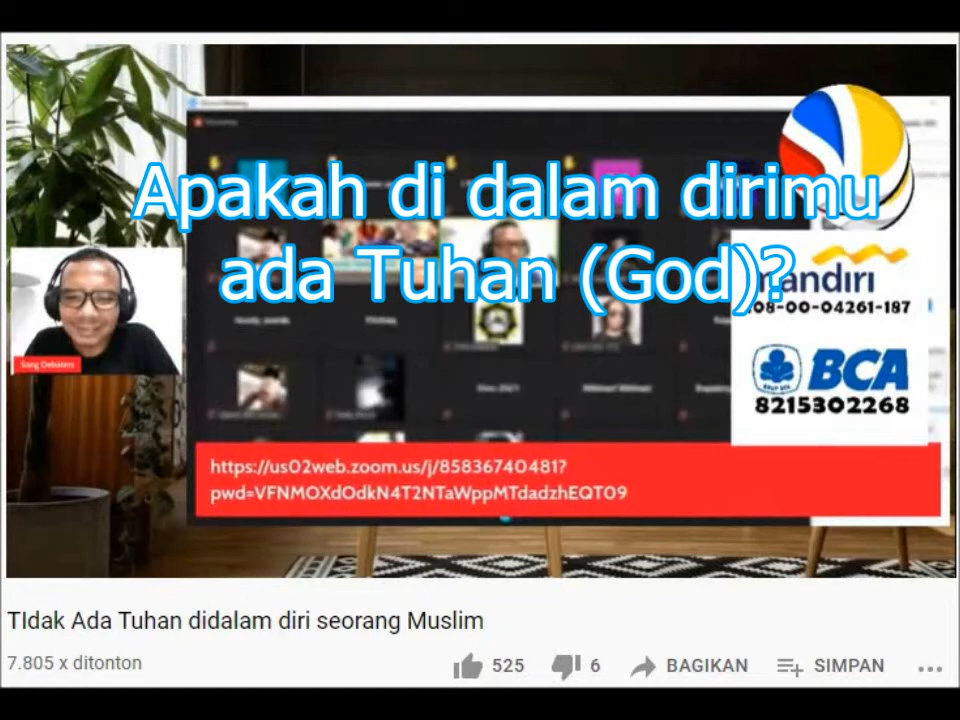 Apakah di dalam dirimu
ada Tuhan (God)?
mandiri
08-00-04261-187
BCA
8215302268
Sang Debaters
https://us02web.zoom.us/j/85836740481?
pwd=VFNMOXdOdkN4T2NTaWppMTdadzhEQT09
TIdak Ada Tuhan didalam diri seorang Muslim
7.805 x ditonton
525
6
BAGIKAN
SIMPAN